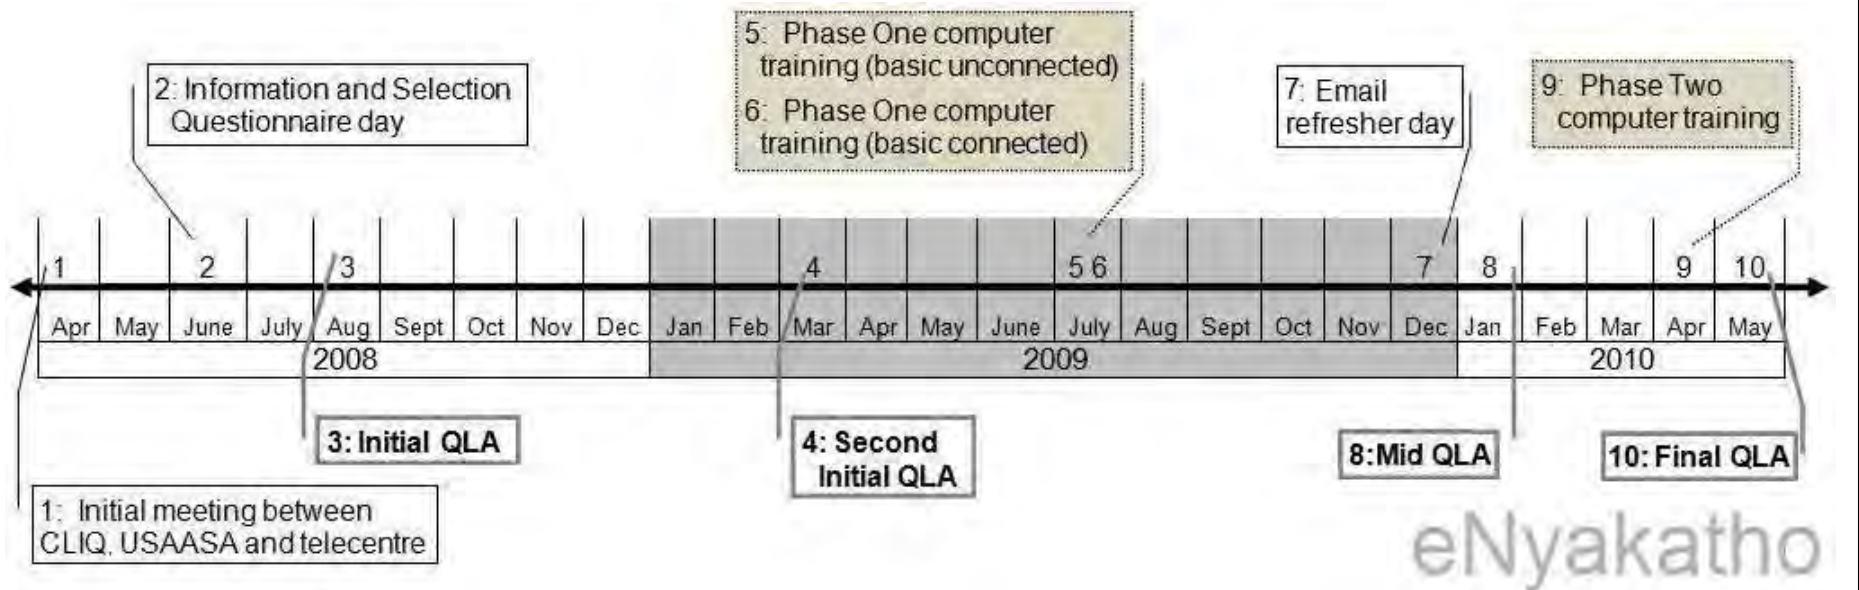 5: Phase One computer
training (basic unconnected)
6: Phase One computer
training (basic connected)
2: Information and Selection
Questionnaire day
7: Email
refresher day
9: Phase Two
computer training
1 2 3 4 5 6 7 8 9 10
Apr May June July Aug Sept Oct Nov Dec Jan Feb Mar Apr May June July Aug Sept Oct Nov Dec Jan Feb Mar Apr May
2008 2009 2010
3: Initial QLA
4: Second
Initial QLA
8:Mid QLA
10: Final QLA
1: Initial meeting between
CLIQ, USAASA and telecentre
eNyakatho